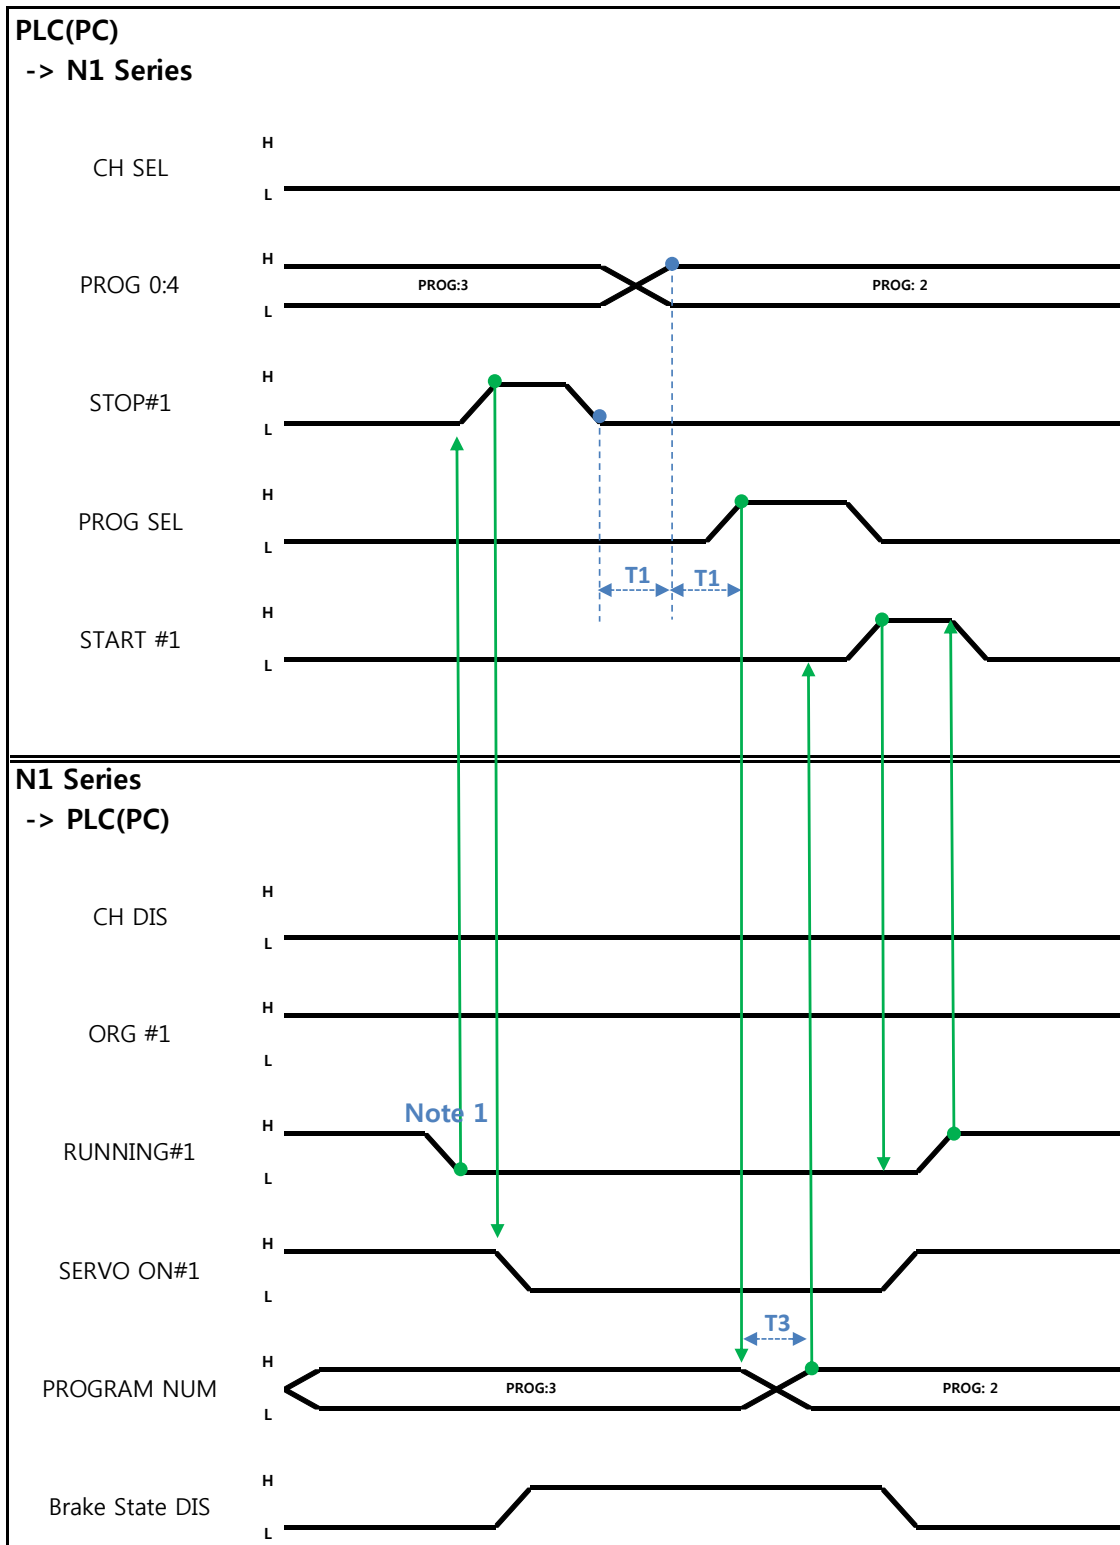 PLC(PC)
-> N1 Series
H
CH SEL
L
H
PROG 0:4
PROG:3
PROG: 2
L
H
STOP#1
L
H
PROG SEL
L
T1
T1
H
START #1
L
N1 Series
-> PLC(PC)
H
CH DIS
L
H
ORG #1
L
Note 1
H
RUNNING#1
L
H
SERVO ON#1
L
T3
H
PROGRAM NUM
PROG:3
PROG: 2
L
H
Brake State DIS
L